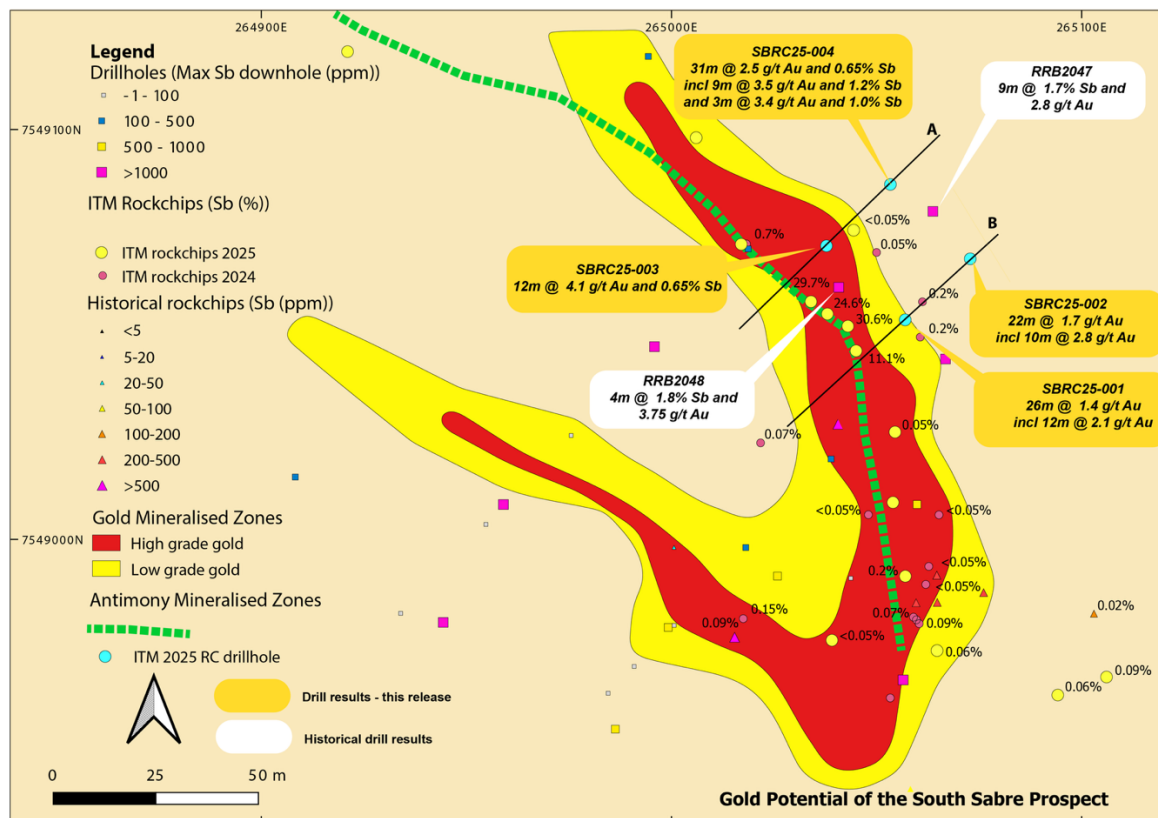 264900E
265000E
265100E
7549100N
7549000N
Legend
Drillholes (Max Sb downhole (ppm))
-1 - 100
100 - 500
500 - 1000
>1000
ITM Rockchips (Sb (%))
ITM rockchips 2025
ITM rockchips 2024
Historical rockchips (Sb (ppm))
<5
5-20
20-50
50-100
100-200
200-500
>500
Gold Mineralised Zones
High grade gold
Low grade gold
Antimony Mineralised Zones
ITM 2025 RC drillhole
Drill results - this release
Historical drill results
0 25 50 m
SBRC25-004
31m @ 2.5 g/t Au and 0.65% Sb
incl 9m @ 3.5 g/t Au and 1.2% Sb
and 3m @ 3.4 g/t Au and 1.0% Sb
RRB2047
9m @ 1.7% Sb and
2.8 g/t Au
A
B
SBRC25-003
12m @ 4.1 g/t Au and 0.65% Sb
SBRC25-002
22m @ 1.7 g/t Au
incl 10m @ 2.8 g/t Au
SBRC25-001
26m @ 1.4 g/t Au
incl 12m @ 2.1 g/t Au
RRB2048
4m @ 1.8% Sb and
3.75 g/t Au
<0.05%
0.7%
0.05%
29.7%
0.2%
24.6%
30.6%
0.2%
11.1%
0.07%
0.05%
<0.05%
<0.05%
<0.05%
0.2%
<0.05%
0.15%
0.07%
0.02%
0.09%
0.09%
<0.05%
0.06%
0.09%
0.06%
Gold Potential of the South Sabre Prospect